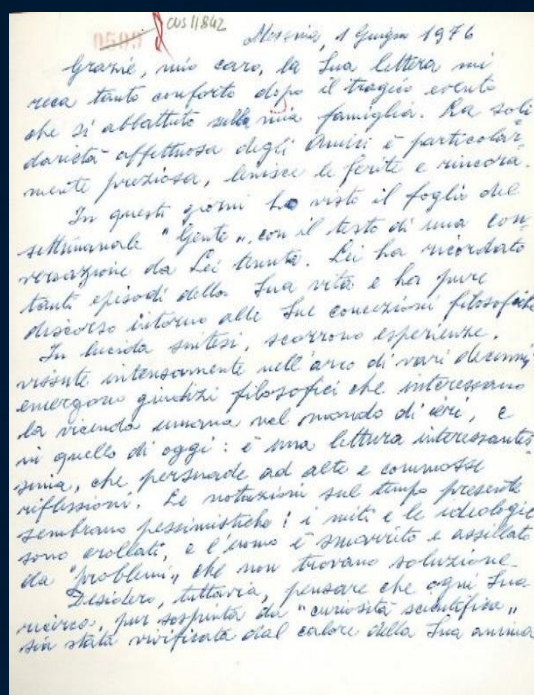 0509 CUS 11842
Messina, 1 Giugno 1976
Grazie, mio caro, la Sua lettera mi
reca tanto conforto dopo il tragico evento
che si abbattuto sulla mia famiglia. La soli
darietà affettuosa degli Amici è particolar-
mente preziosa, lenisce le ferite e rincora.
In questi giorni ho visto il foglio del
settimanale "Gente", con il testo di una con-
versazione da Lei tenuta. Lei ha ricordato
tanti episodi della Sua vita e ha pure
discorso intorno alle Sue concezioni filosofiche
In lucida sintesi, scorrono esperienze,
vissute intensamente nell'arco di vari decenni,
emergono giudizi filosofici che interessano
la vicenda umana nel mondo di ieri, e
in quello di oggi: è una lettura interessantis
sima, che persuade ad alte e commosse
riflessioni. Le notazioni sul tempo presente
sembrano pessimistiche: i miti e le ideologie
sono crollati, e l'uomo è smarrito e assillato
da "problemi", che non trovano soluzione.
Desidero, tuttavia, pensare che ogni Sua
ricerca, pur sospinta da "curiosità scientifica"
sia stata vivificata dal calore della Sua anima